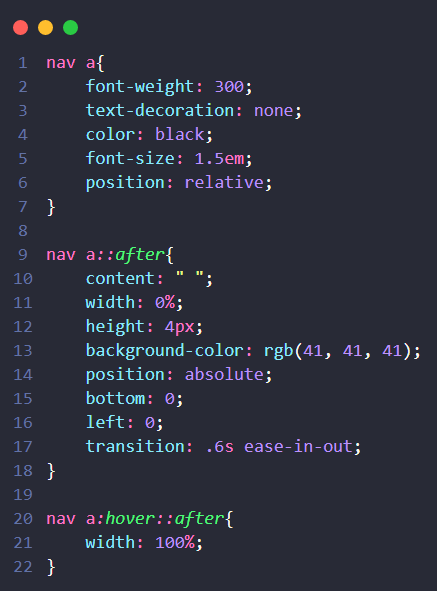 1 nav a{
2     font-weight: 300;
3     text-decoration: none;
4     color: black;
5     font-size: 1.5em;
6     position: relative;
7 }
8
9 nav a::after{
10     content: " ";
11     width: 0%;
12     height: 4px;
13     background-color: rgb(41, 41, 41);
14     position: absolute;
15     bottom: 0;
16     left: 0;
17     transition: .6s ease-in-out;
18 }
19
20 nav a:hover::after{
21     width: 100%;
22 }